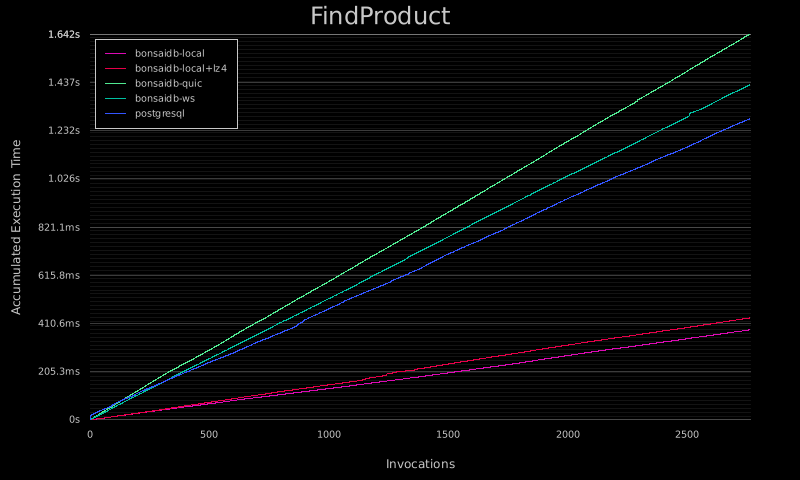 FindProduct
1.642s
1.437s
1.232s
1.026s
821.1ms
615.8ms
410.6ms
205.3ms
0s
Accumulated Execution Time
bonsaidb-local
bonsaidb-local+lz4
bonsaidb-quic
bonsaidb-ws
postgresql
0 500 1000 1500 2000 2500
Invocations